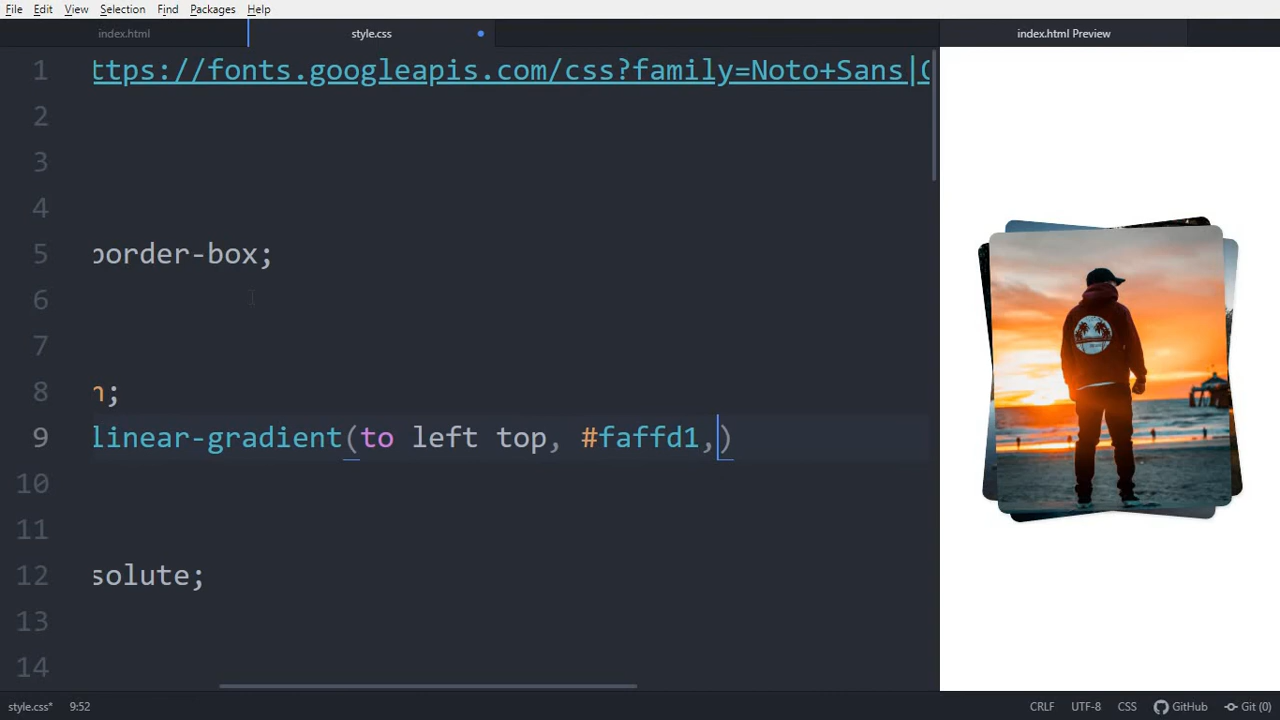 File Edit View Selection Find Packages Help
index.html style.css index.html Preview
1 ttps://fonts.googleapis.com/css?family=Noto+Sans|
2
3
4
5 border-box;
6
7
8 n;
9 linear-gradient(to left top, #faffd1,)
10
11
12 solute;
13
14
style.css* 9:52 CRLF UTF-8 CSS GitHub Git (0)